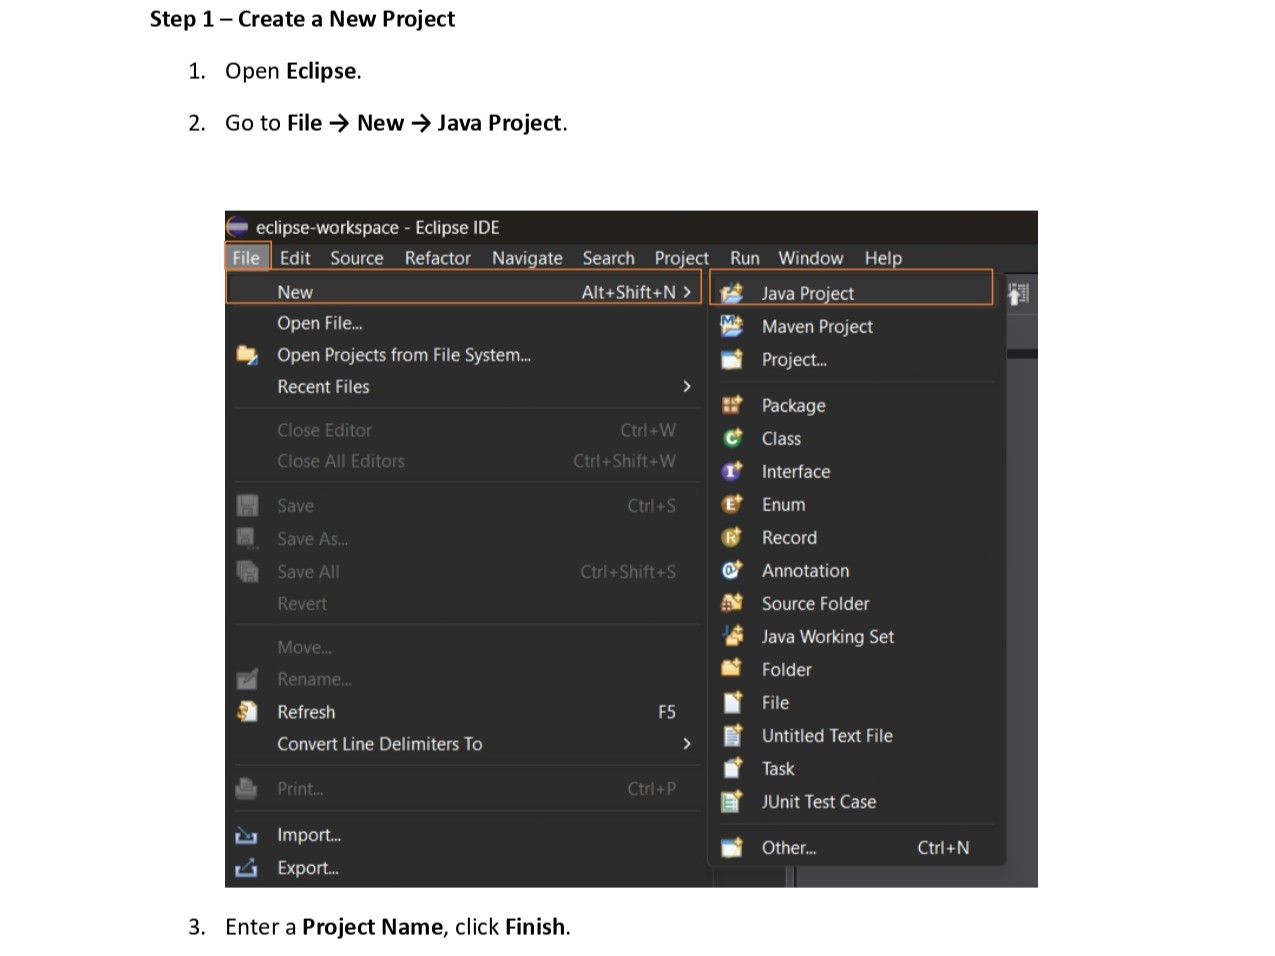 Step 1 – Create a New Project
1. Open Eclipse.
2. Go to File → New → Java Project.
eclipse-workspace - Eclipse IDE
File Edit Source Refactor Navigate Search Project Run Window Help
New Alt+Shift+N >
Open File...
Open Projects from File System...
Recent Files >
Close Editor Ctrl+W
Close All Editors Ctrl+Shift+W
Save Ctrl+S
Save As...
Save All Ctrl+Shift+S
Revert
Move...
Rename...
Refresh F5
Convert Line Delimiters To >
Print... Ctrl+P
Import...
Export...
Java Project
Maven Project
Project...
Package
Class
Interface
Enum
Record
Annotation
Source Folder
Java Working Set
Folder
File
Untitled Text File
Task
JUnit Test Case
Other... Ctrl+N
3. Enter a Project Name, click Finish.